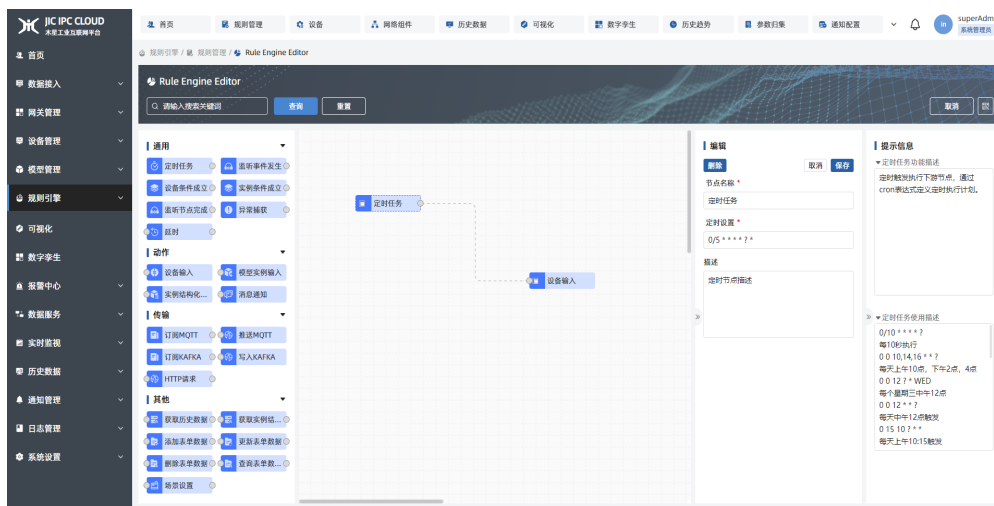 JIC IPC CLOUD
木星工业互联网平台
首页
规则管理
设备
网络组件
历史数据
可视化
数字孪生
历史趋势
参数归集
通知配置
in
superAdm
系统管理员
首页
数据接入
网关管理
设备管理
模型管理
规则引擎
可视化
数字孪生
报警中心
数据服务
实时监视
历史数据
通知管理
日志管理
系统设置
规则引擎 / 规则管理 / Rule Engine Editor
Rule Engine Editor
请输入搜索关键词
查询
重置
取消
通用
定时任务
监听事件发生
设备条件成立
实例条件成立
监听节点完成
异常捕获
延时
动作
设备输入
模型实例输入
实例结构化...
消息通知
传输
订阅MQTT
推送MQTT
订阅KAFKA
写入KAFKA
HTTP请求
其他
获取历史数据
获取实例结...
添加表单数据
更新表单数据
删除表单数据
查询表单数...
场景设置
定时任务
设备输入
编辑
删除
取消
保存
节点名称 *
定时任务
定时设置 *
0/5 * * * * ? *
描述
定时节点描述
提示信息
定时任务功能描述
定时触发执行下游节点，通过
cron表达式定义定时执行计划。
定时任务使用描述
0/10 * * * * ?
每10秒执行
0 0 10,14,16 * * ?
每天上午10点，下午2点，4点
0 0 12 ? * WED
每个星期三中午12点
0 0 12 * * ?
每天中午12点触发
0 15 10 ? * *
每天上午10:15触发